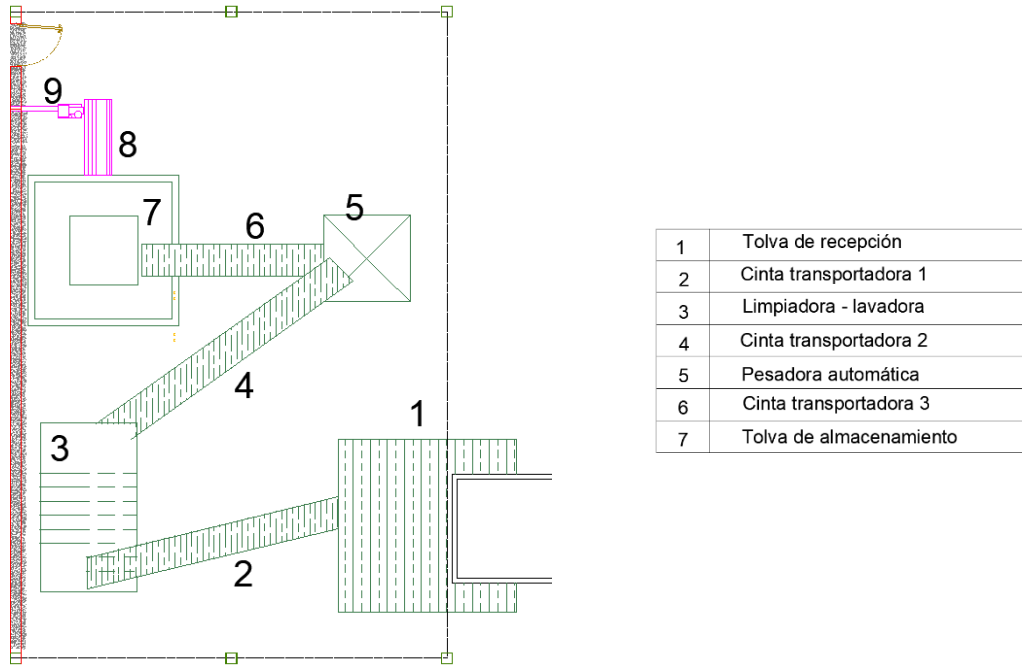 9
8
7
6
5
4
1
3
2
1 Tolva de recepción
2 Cinta transportadora 1
3 Limpiadora - lavadora
4 Cinta transportadora 2
5 Pesadora automática
6 Cinta transportadora 3
7 Tolva de almacenamiento